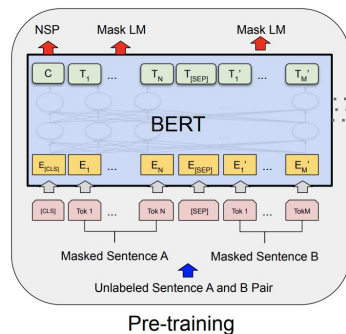 NSP Mask LM Mask LM
C T1 ... TN T[SEP] T1' ... TM'
BERT
E[CLS] E1 ... EN E[SEP] E1' ... EM'
[CLS] Tok 1 ... Tok N [SEP] Tok 1 ... TokM
Masked Sentence A Masked Sentence B
Unlabeled Sentence A and B Pair
Pre-training